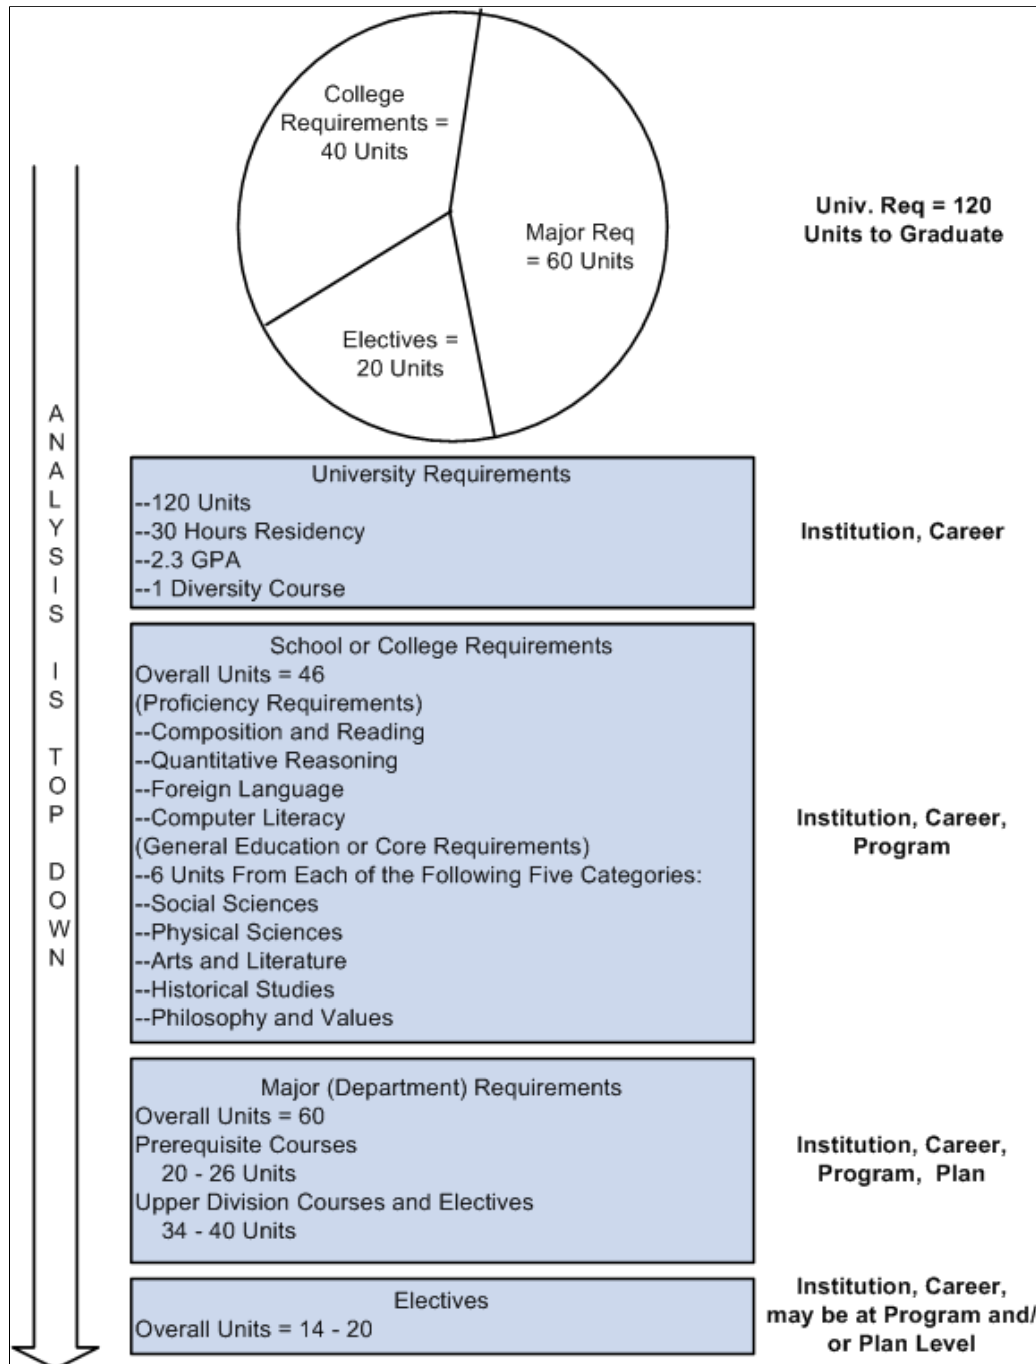 College
Requirements =
40 Units
Major Req
= 60 Units
Electives =
20 Units
Univ. Req = 120
Units to Graduate
ANALYSIS IS TOP DOWN
University Requirements
--120 Units
--30 Hours Residency
--2.3 GPA
--1 Diversity Course
Institution, Career
School or College Requirements
Overall Units = 46
(Proficiency Requirements)
--Composition and Reading
--Quantitative Reasoning
--Foreign Language
--Computer Literacy
(General Education or Core Requirements)
--6 Units From Each of the Following Five Categories:
--Social Sciences
--Physical Sciences
--Arts and Literature
--Historical Studies
--Philosophy and Values
Institution, Career,
Program
Major (Department) Requirements
Overall Units = 60
Prerequisite Courses
20 - 26 Units
Upper Division Courses and Electives
34 - 40 Units
Institution, Career,
Program, Plan
Electives
Overall Units = 14 - 20
Institution, Career,
may be at Program and/
or Plan Level